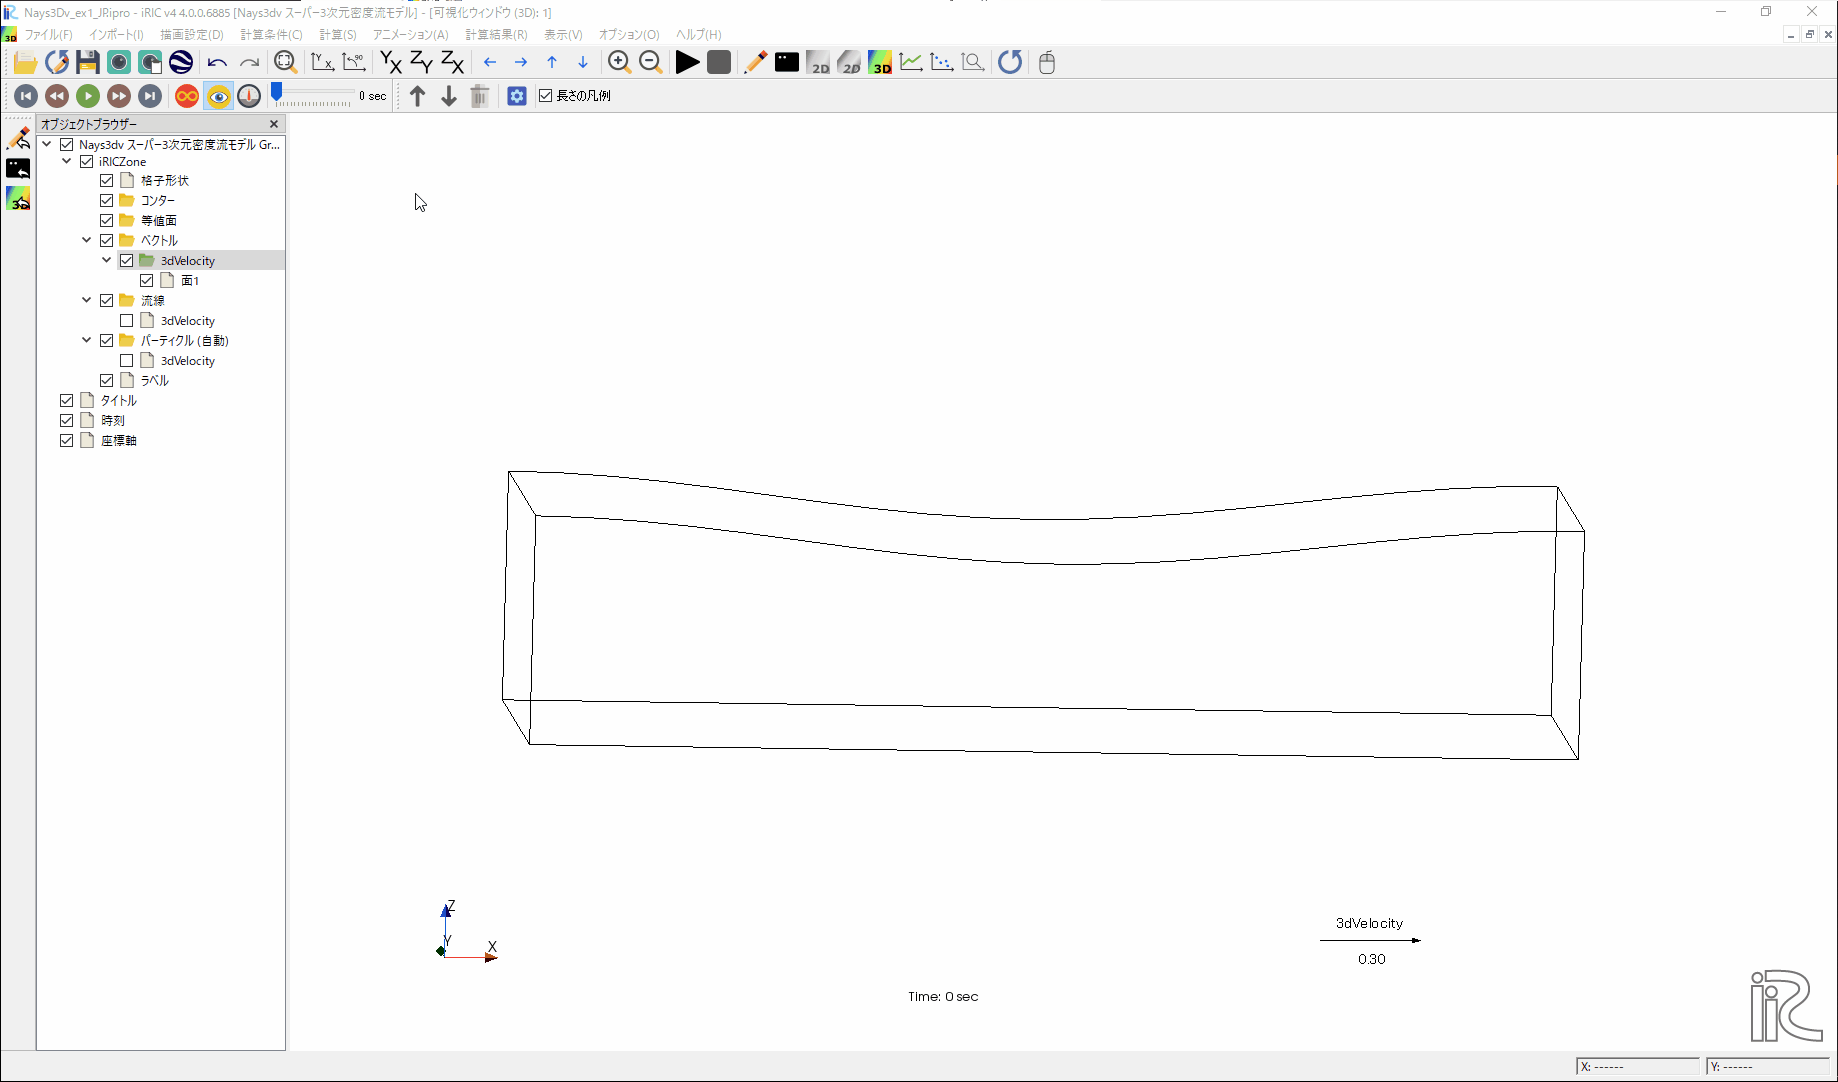 Nays3Dv_ex1_JP.ipro - iRIC v4 4.0.0.6885 [Nays3dv スーパー3次元密度流モデル] - [可視化ウィンドウ (3D): 1]
ファイル(F) インポート(I) 描画設定(D) 計算条件(C) 計算(S) アニメーション(A) 計算結果(R) 表示(V) オプション(O) ヘルプ(H)
0 sec 長さの凡例
オブジェクトブラウザー
Nays3dv スーパー3次元密度流モデル Gr...
iRICZone
格子形状
コンター
等値面
ベクトル
3dVelocity
面1
流線
3dVelocity
パーティクル (自動)
3dVelocity
ラベル
タイトル
時刻
座標軸
Z
Y
X
3dVelocity
0.30
Time: 0 sec
iRiC
X: ------ Y: ------